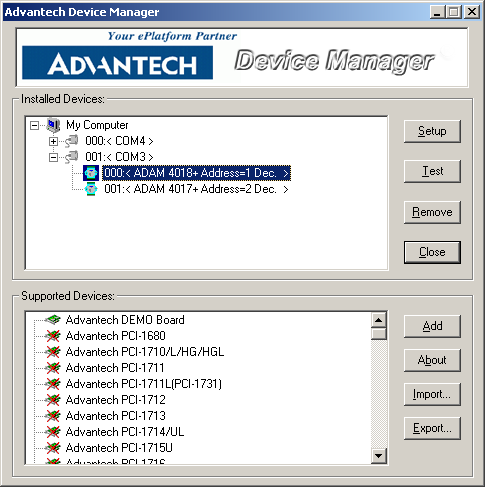 Advantech Device Manager
Your ePlatform Partner
ADVANTECH Device Manager
Installed Devices:
My Computer
000:< COM4 >
001:< COM3 >
000:< ADAM 4018+ Address=1 Dec. >
001:< ADAM 4017+ Address=2 Dec. >
Setup
Test
Remove
Close
Supported Devices:
Advantech DEMO Board
Advantech PCI-1680
Advantech PCI-1710/L/HG/HGL
Advantech PCI-1711
Advantech PCI-1711L(PCI-1731)
Advantech PCI-1712
Advantech PCI-1713
Advantech PCI-1714/UL
Advantech PCI-1715U
Advantech PCI-1716
Add
About
Import...
Export...